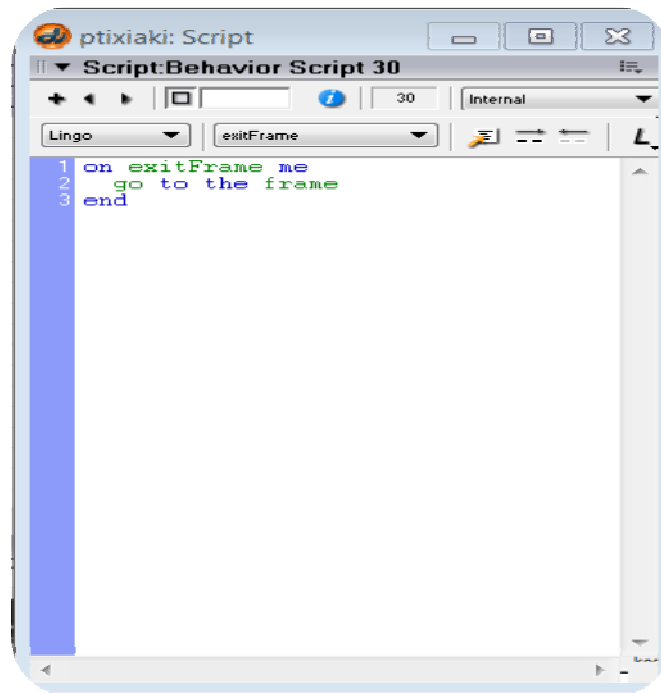 ptixiaki: Script
Script:Behavior Script 30
30 Internal
Lingo exitFrame L
1 on exitFrame me
2 go to the frame
3 end